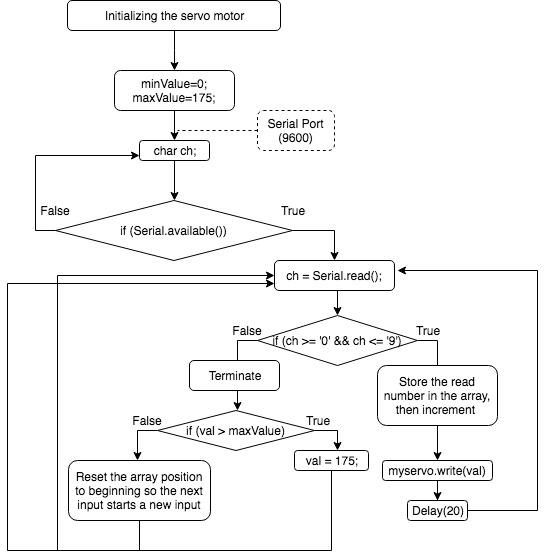 Initializing the servo motor
minValue=0;
maxValue=175;
Serial Port
(9600)
char ch;
False
True
if (Serial.available())
ch = Serial.read();
False
True
if (ch >= '0' && ch <= '9')
Terminate
Store the read
number in the array,
then increment
False
True
if (val > maxValue)
val = 175;
myservo.write(val)
Reset the array position
to beginning so the next
input starts a new input
Delay(20)